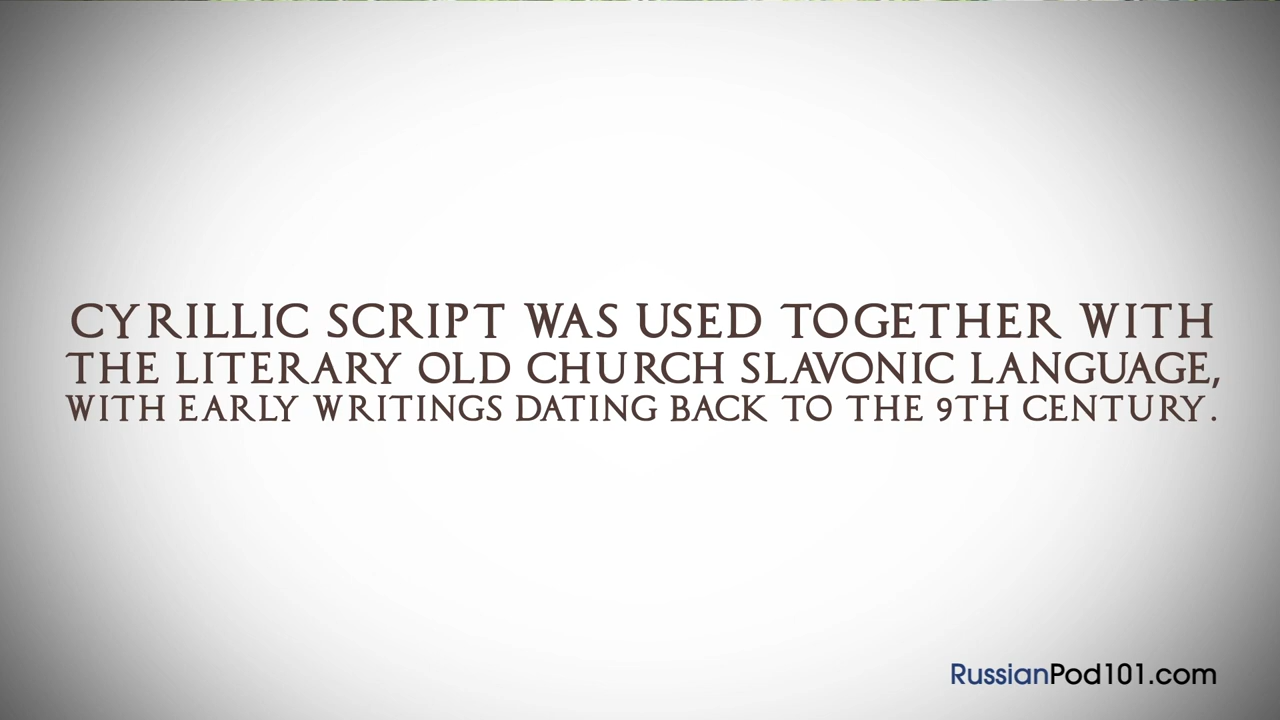 CYRILLIC SCRIPT WAS USED TOGETHER WITH
THE LITERARY OLD CHURCH SLAVONIC LANGUAGE,
WITH EARLY WRITINGS DATING BACK TO THE 9TH CENTURY.
RussianPod101.com